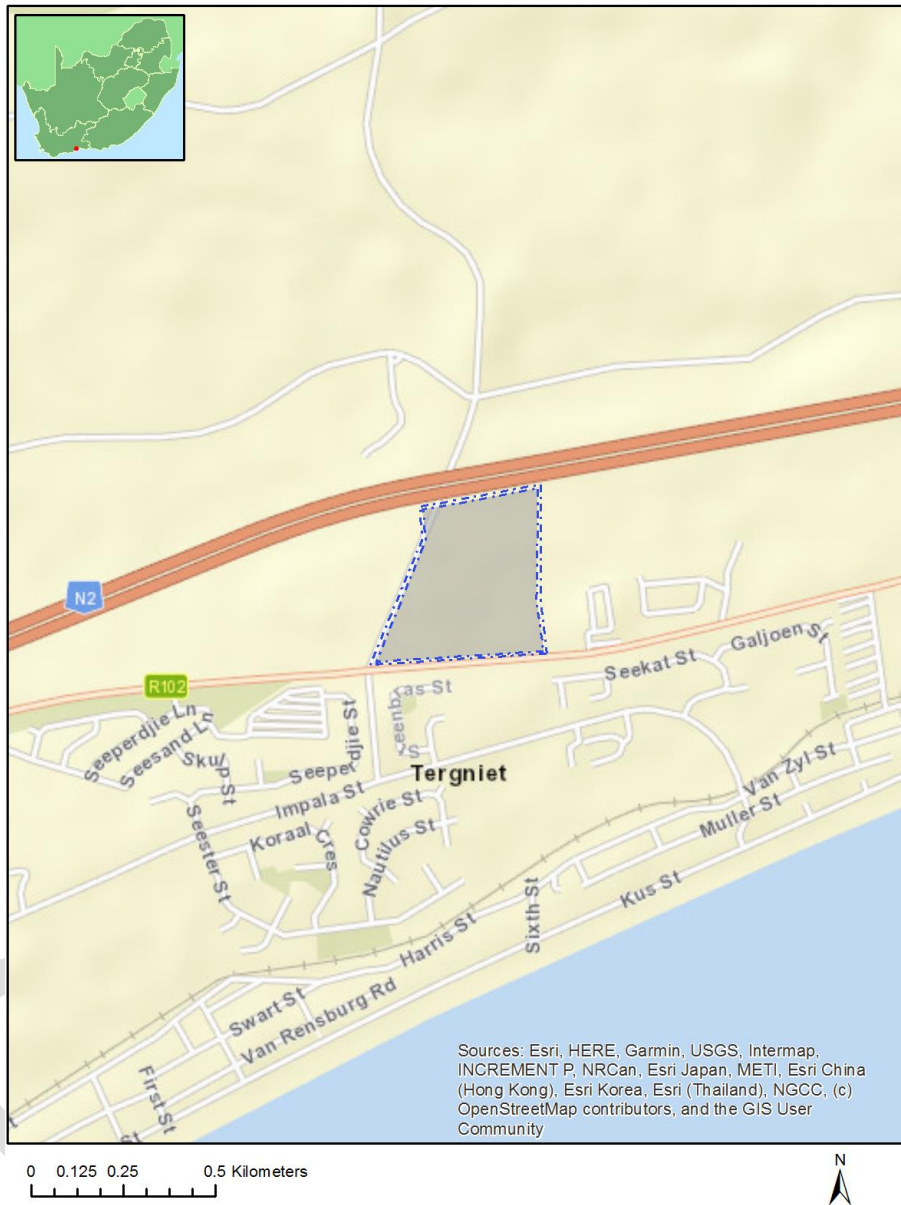 N2
R102
Galjoen St
Seekat St
eenbras St
Seeperdjie Ln
Seesand Ln
Skulp St
Seeperdjie St
S
Tergniet
Impala St
Van Zyl St
Muller St
Cowrie St
Koraal Cres
Nautilus St
Seester St
Kus St
Sixth St
Harris St
Swart St
Van Rensburg Rd
First St
St
Sources: Esri, HERE, Garmin, USGS, Intermap,
INCREMENT P, NRCan, Esri Japan, METI, Esri China
(Hong Kong), Esri Korea, Esri (Thailand), NGCC, (c)
OpenStreetMap contributors, and the GIS User
Community
0 0.125 0.25 0.5 Kilometers
N